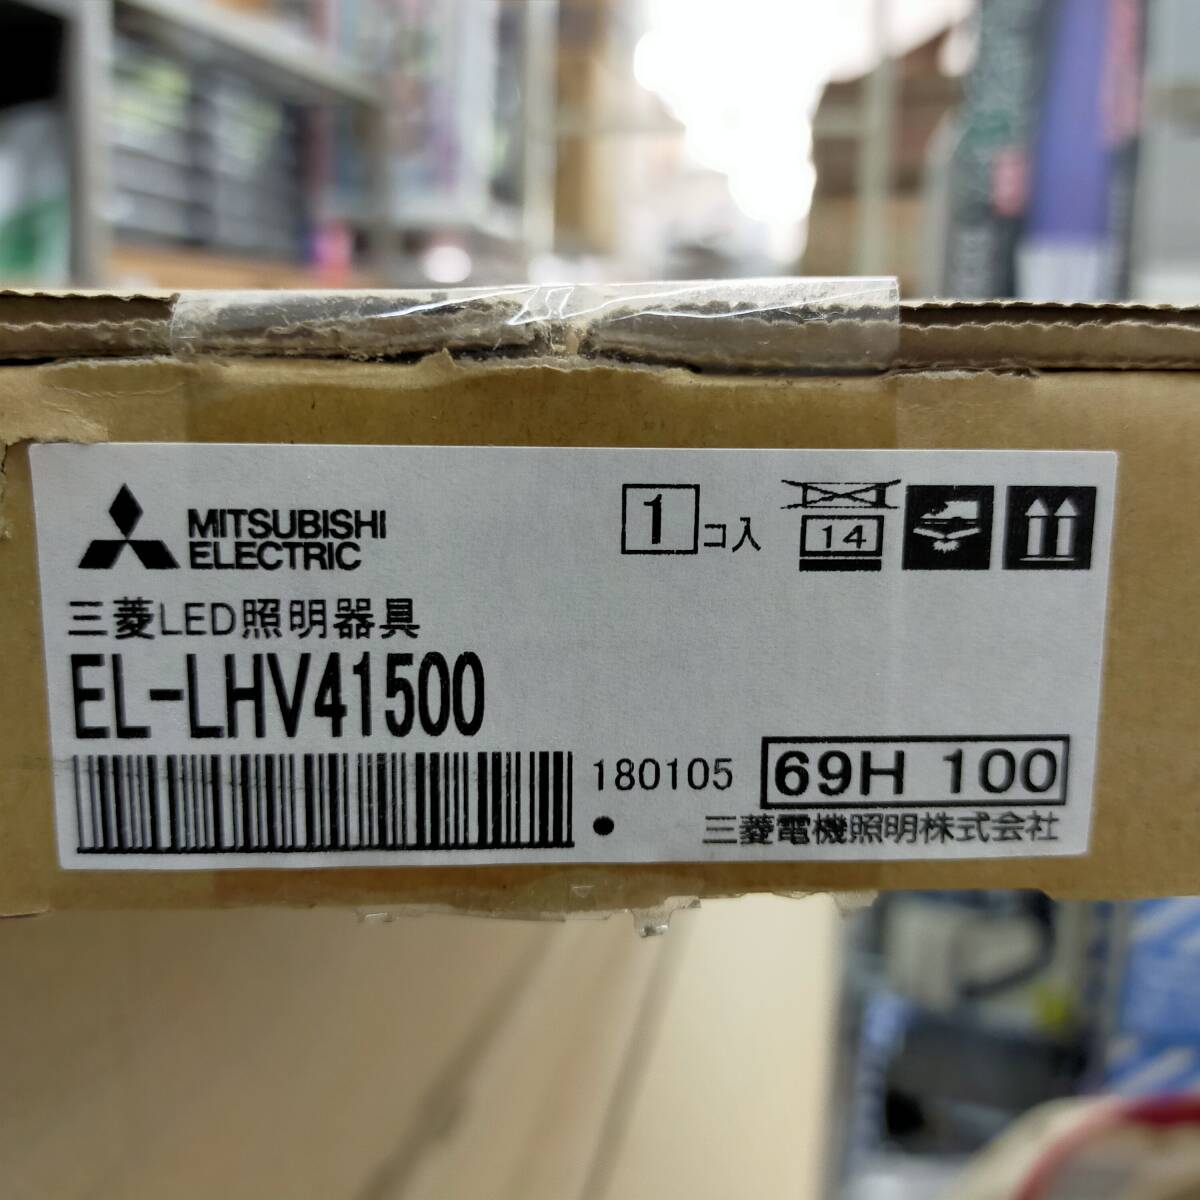 MITSUBISHI
ELECTRIC
1コ入
14
三菱LED照明器具
EL-LHV41500
180105
69H 100
三菱電機照明株式会社